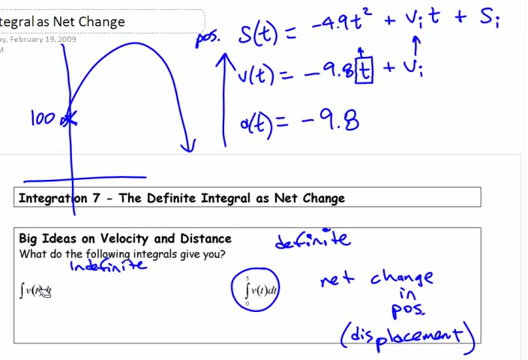 tegral as Net Change
ay, February 19, 2009
M
pos. S(t) = -4.9t² + Vᵢt + Sᵢ
v(t) = -9.8t + Vᵢ
a(t) = -9.8
100
Integration 7 - The Definite Integral as Net Change
Big Ideas on Velocity and Distance
What do the following integrals give you?
Indefinite
definite
∫v(t)dt
∫₀⁵ v(t)dt
net change
in
pos.
(displacement)